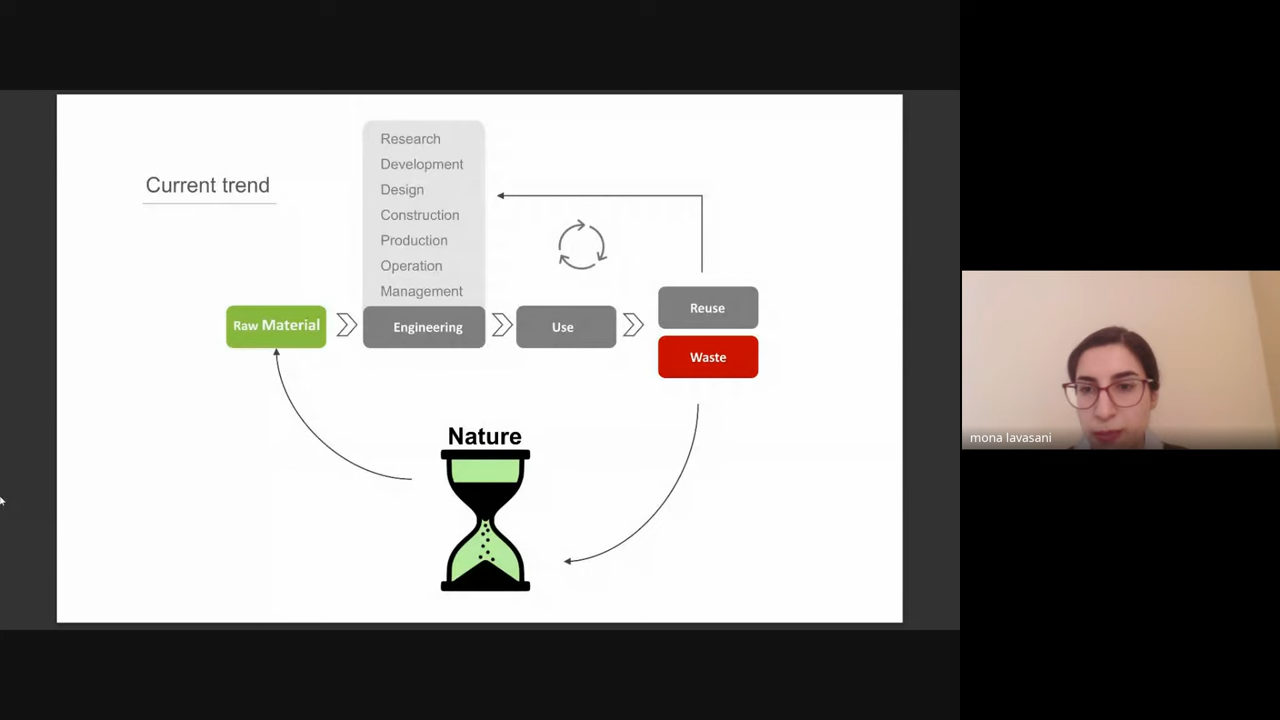 Current trend
Research
Development
Design
Construction
Production
Operation
Management
Raw Material
Engineering
Use
Reuse
Waste
Nature
mona lavasani